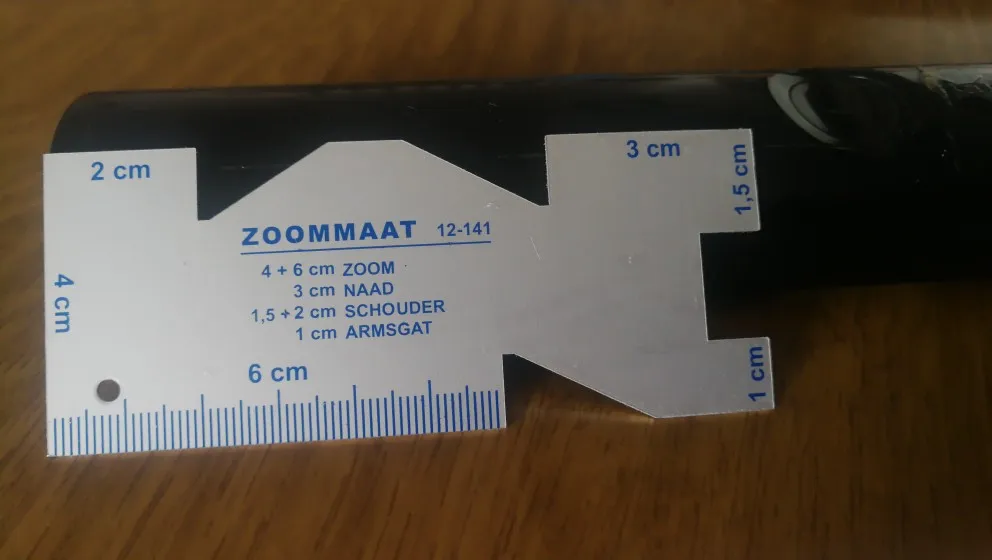 2 cm
3 cm
1,5 cm
ZOOMMAAT 12-141
4 + 6 cm ZOOM
3 cm NAAD
1,5 + 2 cm SCHOUDER
1 cm ARMSGAT
4 cm
6 cm
1 cm